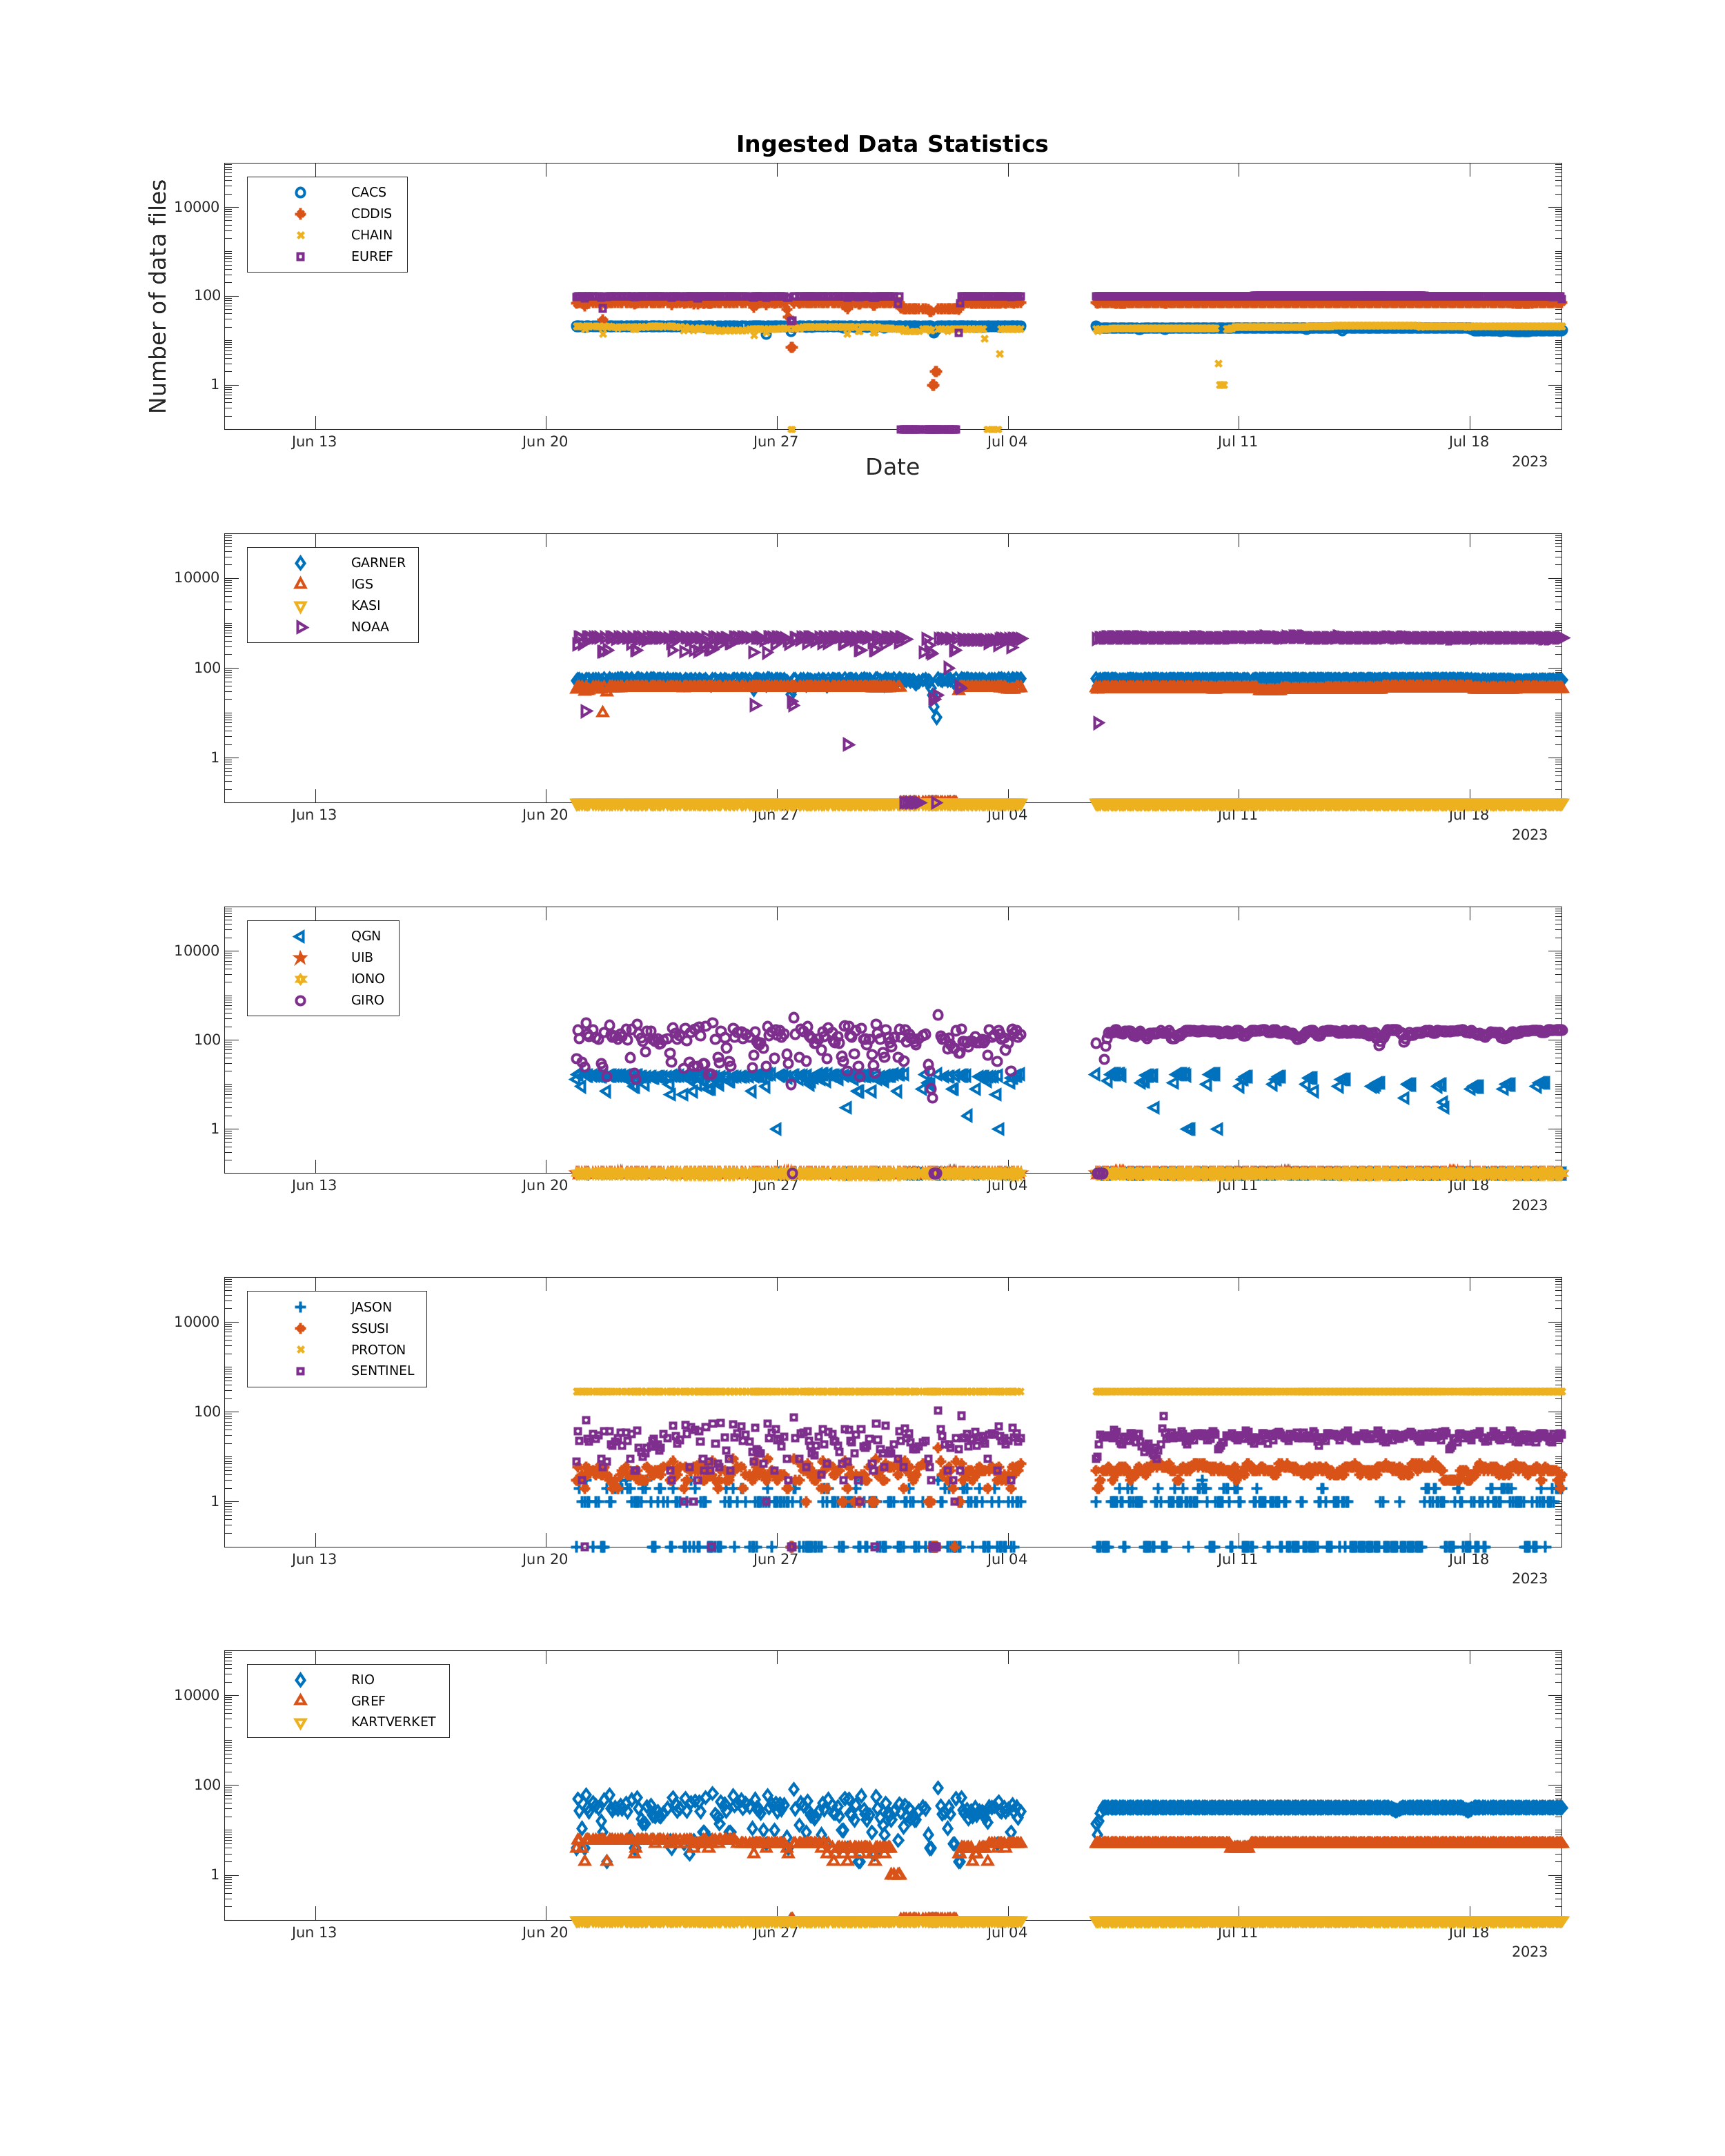 Ingested Data Statistics
Number of data files
CACS
CDDIS
CHAIN
EUREF
10000
100
1
Jun 13 Jun 20 Jun 27 Jul 04 Jul 11 Jul 18
2023
Date
GARNER
IGS
KASI
NOAA
10000
100
1
Jun 13 Jun 20 Jun 27 Jul 04 Jul 11 Jul 18
2023
QGN
UIB
IONO
GIRO
10000
100
1
Jun 13 Jun 20 Jun 27 Jul 04 Jul 11 Jul 18
2023
JASON
SSUSI
PROTON
SENTINEL
10000
100
1
Jun 13 Jun 20 Jun 27 Jul 04 Jul 11 Jul 18
2023
RIO
GREF
KARTVERKET
10000
100
1
Jun 13 Jun 20 Jun 27 Jul 04 Jul 11 Jul 18
2023